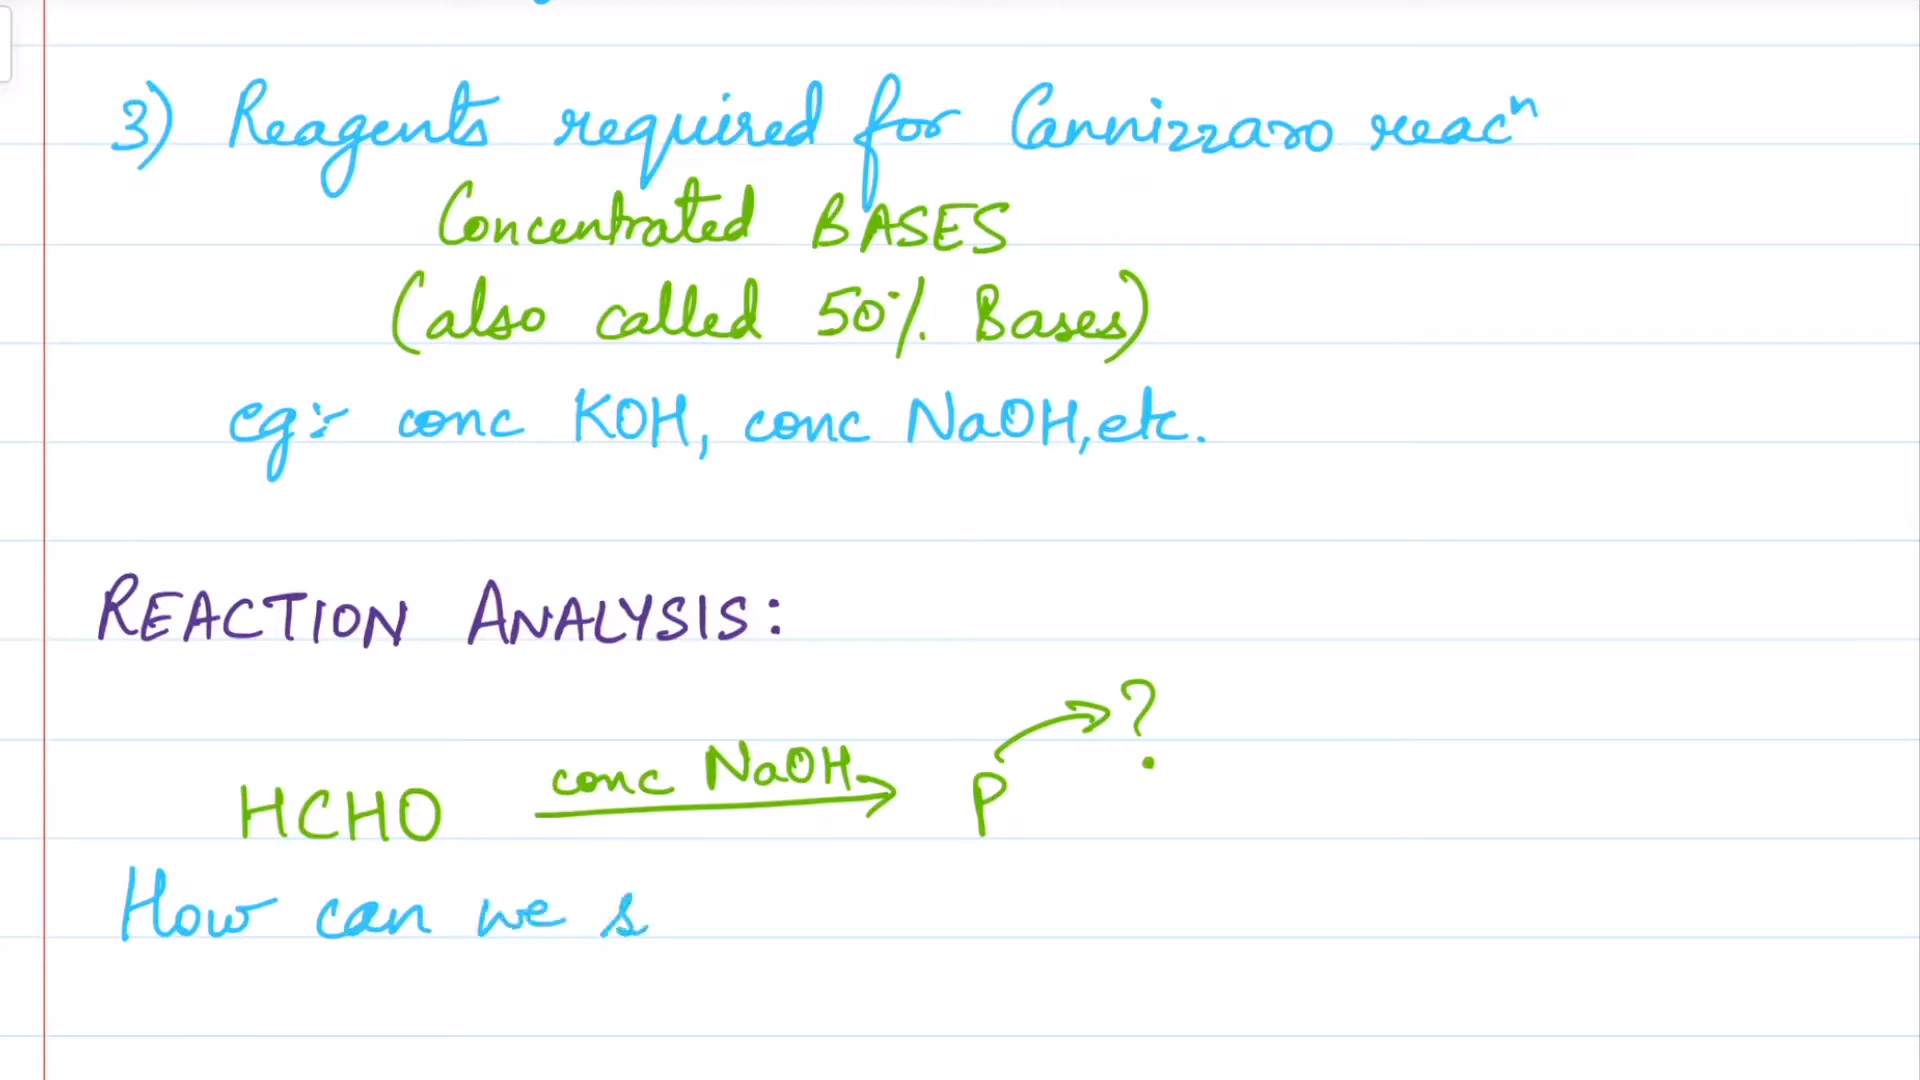 3) Reagents required for Cannizzaro reacⁿ
Concentrated BASES
(also called 50% Bases)
eg:- conc KOH, conc NaOH, etc.
REACTION ANALYSIS:
HCHO conc NaOH → P → ?
How can we s